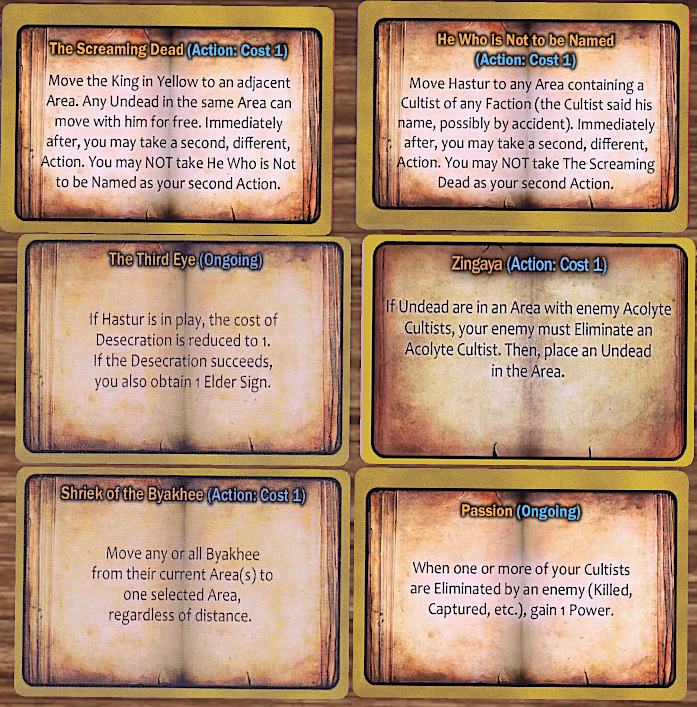 The Screaming Dead (Action: Cost 1)
Move the King in Yellow to an adjacent
Area. Any Undead in the same Area can
move with him for free. Immediately
after, you may take a second, different,
Action. You may NOT take He Who is Not
to be Named as your second Action.
He Who is Not to be Named
(Action: Cost 1)
Move Hastur to any Area containing a
Cultist of any Faction (the Cultist said his
name, possibly by accident). Immediately
after, you may take a second, different,
Action. You may NOT take The Screaming
Dead as your second Action.
The Third Eye (Ongoing)
If Hastur is in play, the cost of
Desecration is reduced to 1.
If the Desecration succeeds,
you also obtain 1 Elder Sign.
Zingaya (Action: Cost 1)
If Undead are in an Area with enemy Acolyte
Cultists, your enemy must Eliminate an
Acolyte Cultist. Then, place an Undead
in the Area.
Shriek of the Byakhee (Action: Cost 1)
Move any or all Byakhee
from their current Area(s) to
one selected Area,
regardless of distance.
Passion (Ongoing)
When one or more of your Cultists
are Eliminated by an enemy (Killed,
Captured, etc.), gain 1 Power.